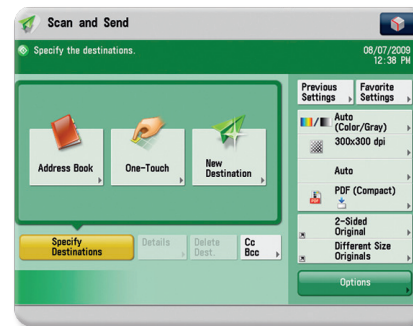 Scan and Send
Specify the destinations.
08/07/2009
12:38 PM
Previous
Settings
Favorite
Settings
Auto
(Color/Gray)
300x300 dpi
Auto
PDF (Compact)
2-Sided
Original
Different Size
Originals
Options
Address Book
One-Touch
New
Destination
Specify
Destinations
Details
Delete
Dest.
Cc
Bcc